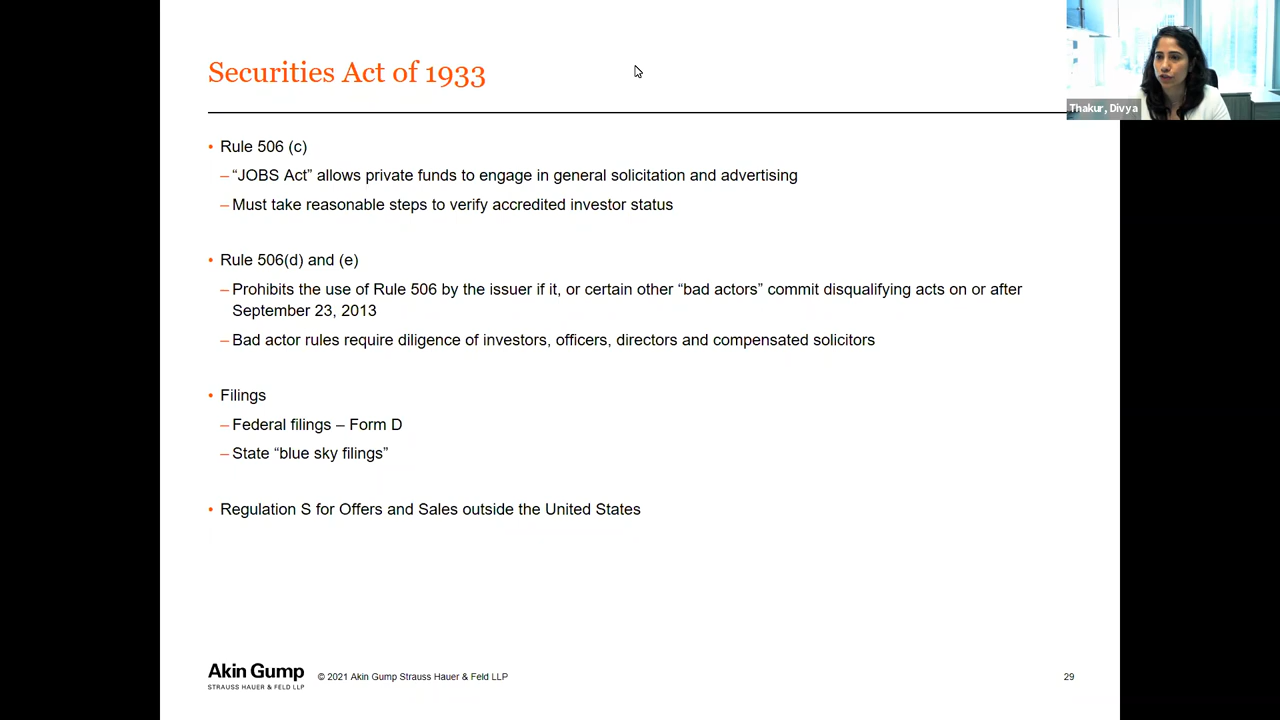 Securities Act of 1933
Thakur, Divya
• Rule 506 (c)
– “JOBS Act” allows private funds to engage in general solicitation and advertising
– Must take reasonable steps to verify accredited investor status
• Rule 506(d) and (e)
– Prohibits the use of Rule 506 by the issuer if it, or certain other “bad actors” commit disqualifying acts on or after
September 23, 2013
– Bad actor rules require diligence of investors, officers, directors and compensated solicitors
• Filings
– Federal filings – Form D
– State “blue sky filings”
• Regulation S for Offers and Sales outside the United States
Akin Gump
STRAUSS HAUER & FELD LLP
© 2021 Akin Gump Strauss Hauer & Feld LLP
29